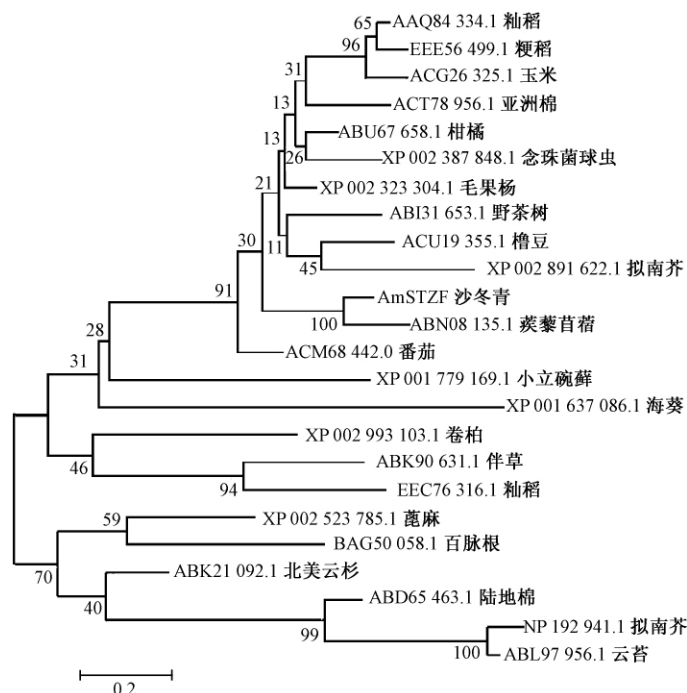 65
AAQ84 334.1 籼稻
96
EEE56 499.1 粳稻
31
ACG26 325.1 玉米
13
ACT78 956.1 亚洲棉
13
ABU67 658.1 柑橘
26
XP 002 387 848.1 念珠菌球虫
21
XP 002 323 304.1 毛果杨
ABI31 653.1 野茶树
30
11
ACU19 355.1 橹豆
45
XP 002 891 622.1 拟南芥
91
AmSTZF 沙冬青
100
ABN08 135.1 蒺藜苜蓿
28
ACM68 442.0 番茄
31
XP 001 779 169.1 小立碗藓
XP 001 637 086.1 海葵
XP 002 993 103.1 卷柏
46
ABK90 631.1 伴草
94
EEC76 316.1 籼稻
59
XP 002 523 785.1 蓖麻
BAG50 058.1 百脉根
70
ABK21 092.1 北美云杉
40
ABD65 463.1 陆地棉
99
NP 192 941.1 拟南芥
100
ABL97 956.1 云苔
0.2